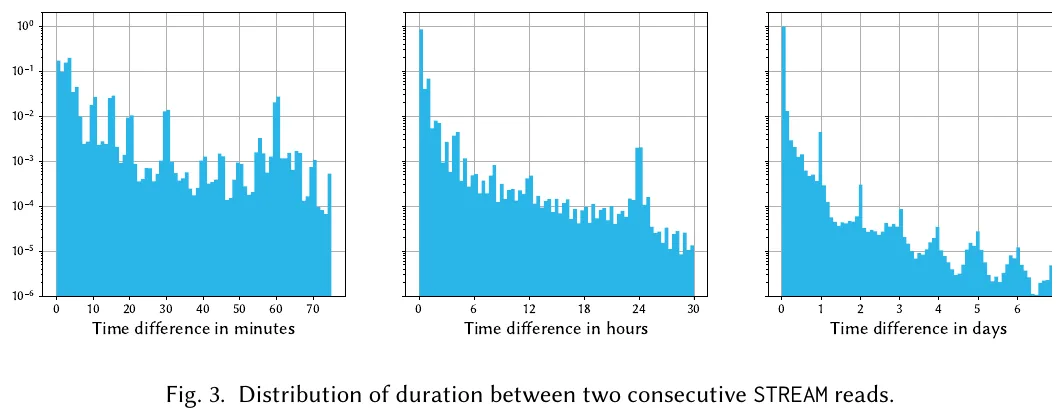 10⁰
10⁻¹
10⁻²
10⁻³
10⁻⁴
10⁻⁵
10⁻⁶
0 10 20 30 40 50 60 70
Time difference in minutes
0 6 12 18 24 30
Time difference in hours
0 1 2 3 4 5 6
Time difference in days
Fig. 3. Distribution of duration between two consecutive STREAM reads.